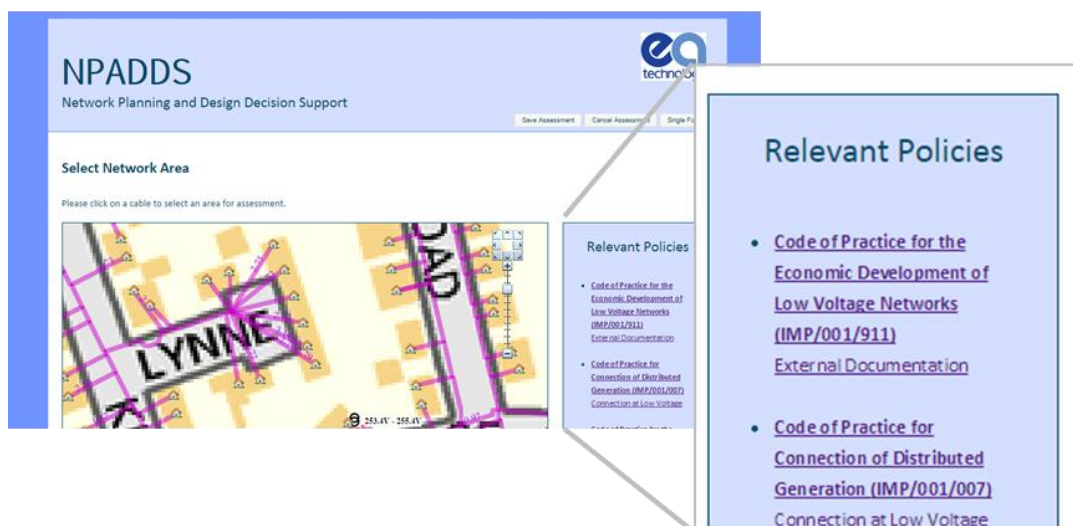 NPADDS
Network Planning and Design Decision Support
ea
technolo
Save Assessment
Cancel Assessment
Select Network Area
Please click on a cable to select an area for assessment.
LYNNE
OAD
253.4V - 255.4V
Relevant Policies
• Code of Practice for the
Economic Development of
Low Voltage Networks
(IMP/001/911)
External Documentation
• Code of Practice for
Connection of Distributed
Generation (IMP/001/007)
Connection at Low Voltage
Relevant Policies
• Code of Practice for the
Economic Development of
Low Voltage Networks
(IMP/001/911)
External Documentation
• Code of Practice for
Connection of Distributed
Generation (IMP/001/007)
Connection at Low Voltage